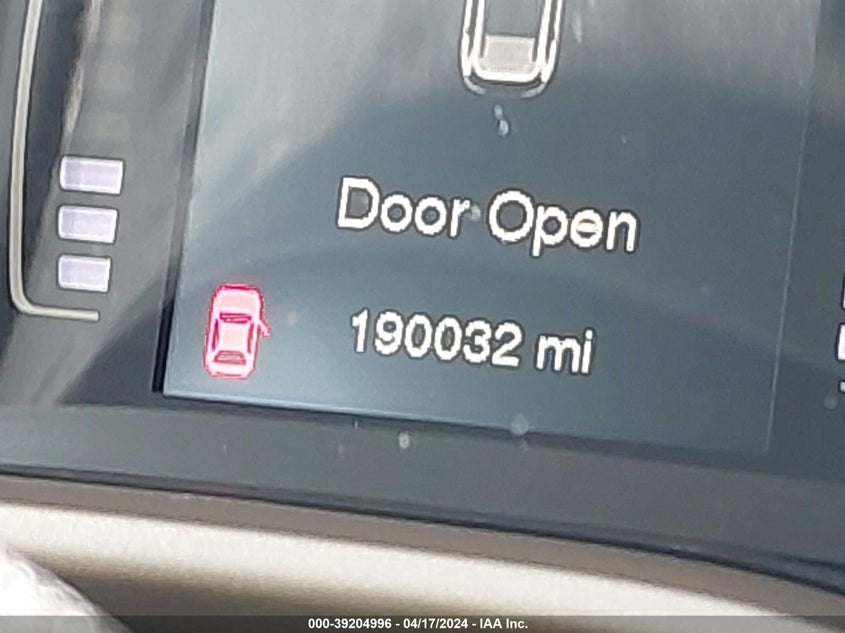 Door Open
190032 mi
000-39204996 - 04/17/2024 - IAA Inc.